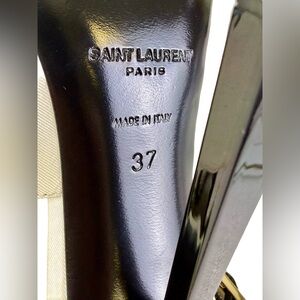 SAINT LAURENT
PARIS
MADE IN ITALY
37